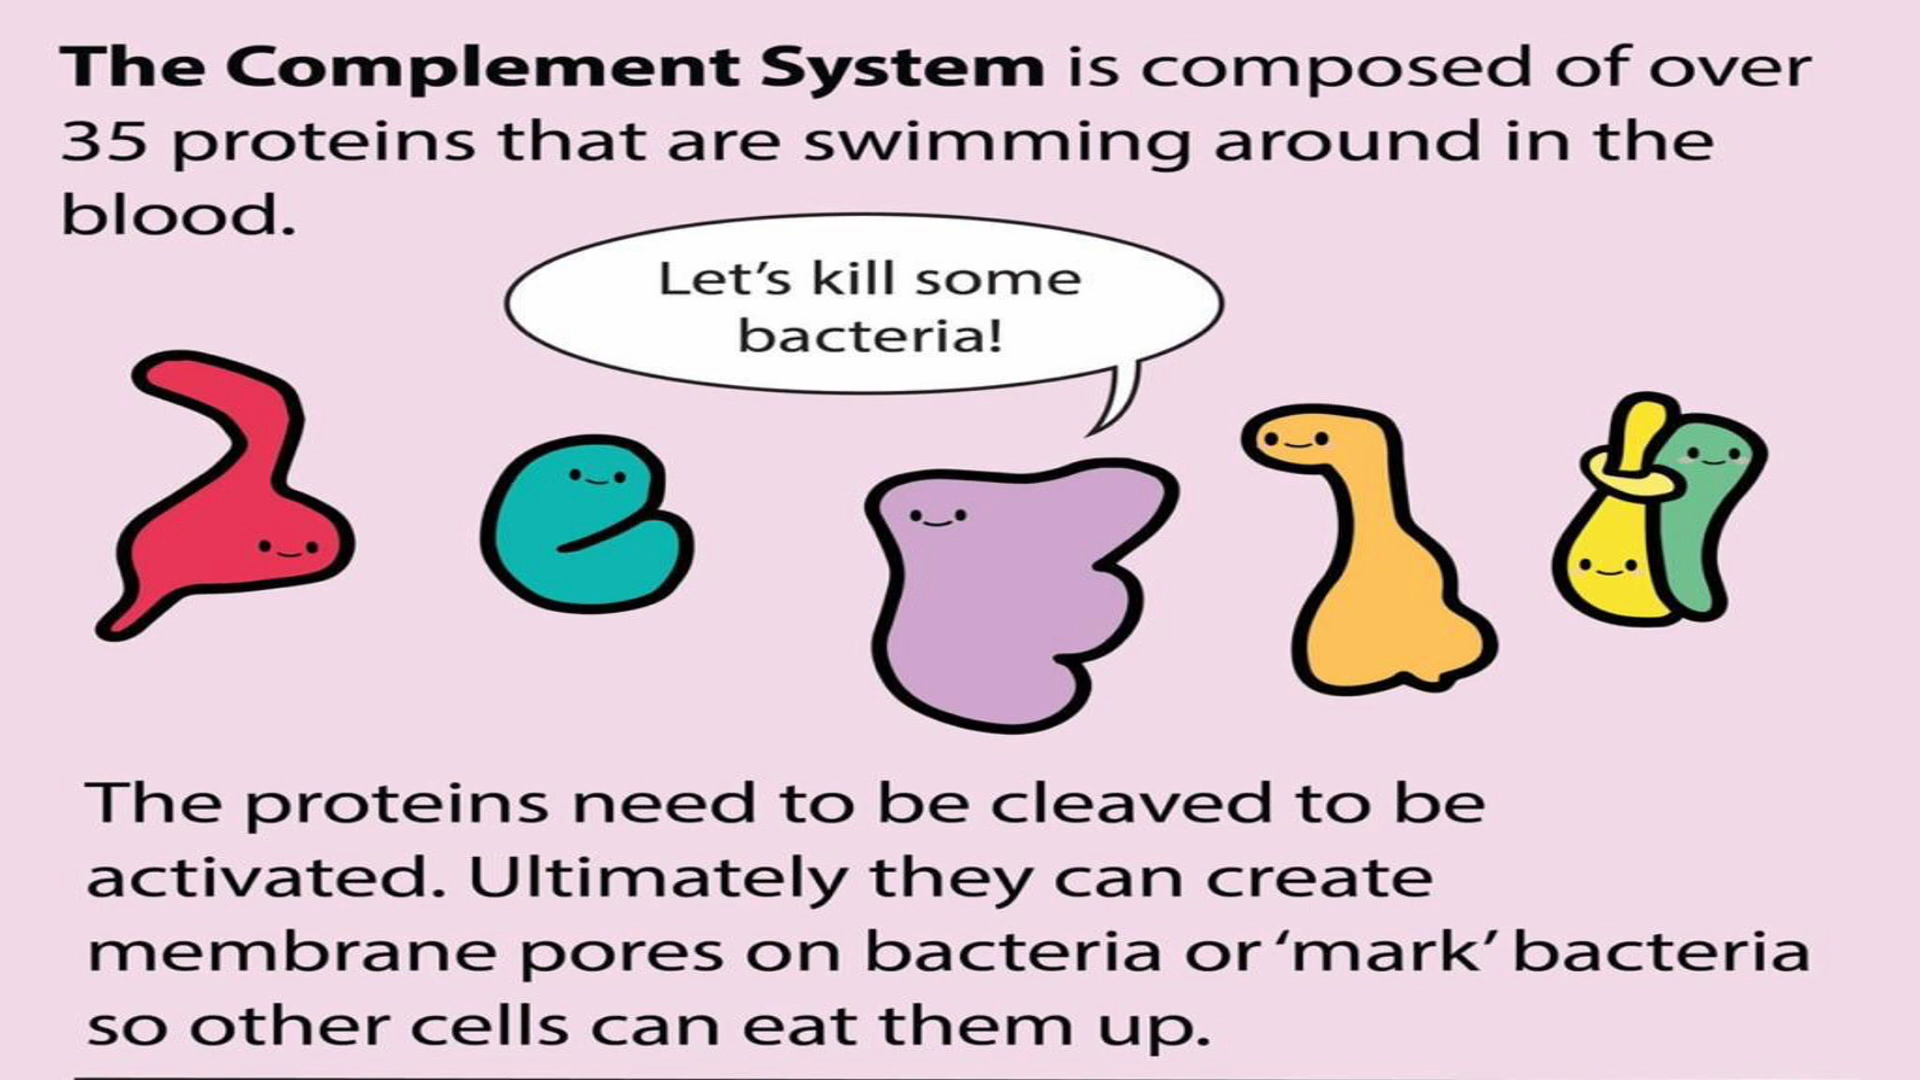 The Complement System is composed of over
35 proteins that are swimming around in the
blood.
Let's kill some
bacteria!
The proteins need to be cleaved to be
activated. Ultimately they can create
membrane pores on bacteria or ‘mark’ bacteria
so other cells can eat them up.